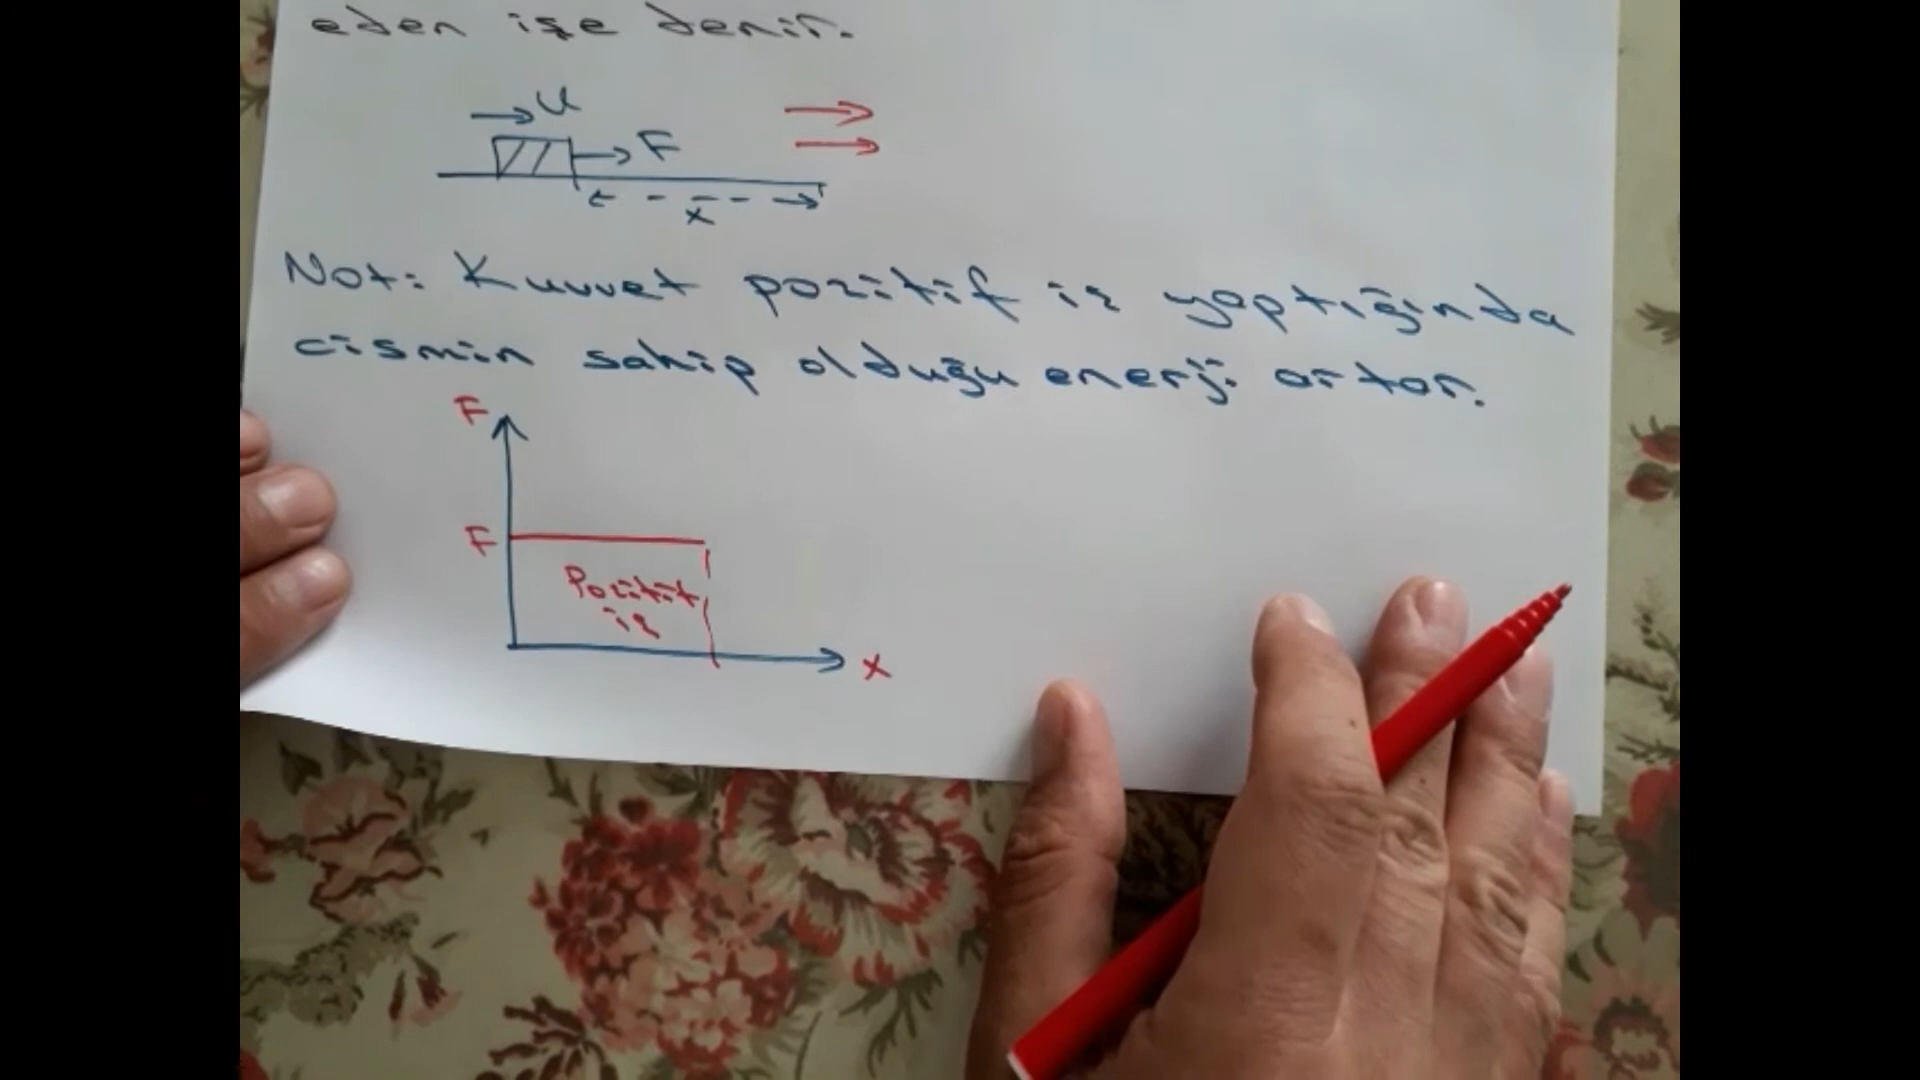 eden işe denir.
ϑ
F
x
Not: Kuvvet pozitif iş yaptığında
cismin sahip olduğu enerji artar.
F
F
Pozitif
iş
x